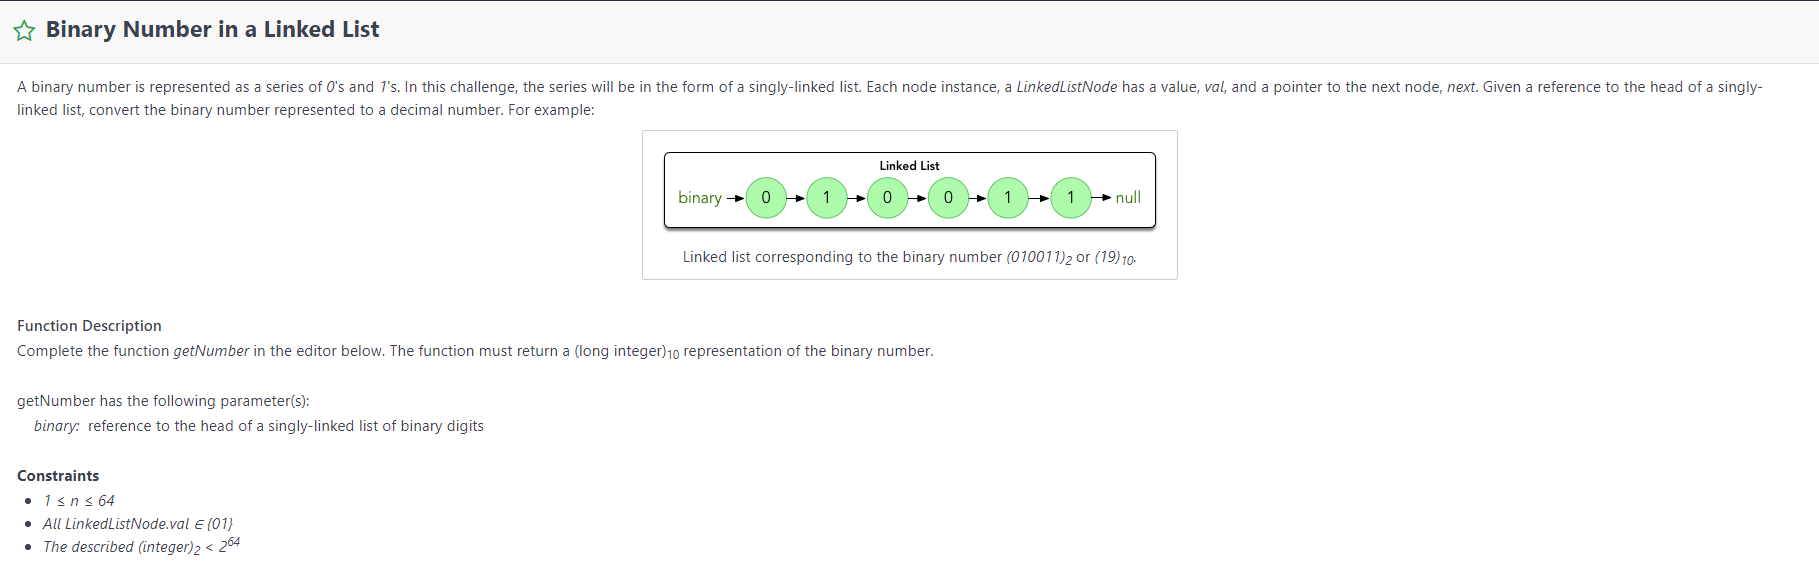 Binary Number in a Linked List
A binary number is represented as a series of 0's and 1's. In this challenge, the series will be in the form of a singly-linked list. Each node instance, a LinkedListNode has a value, val, and a pointer to the next node, next. Given a reference to the head of a singly-
linked list, convert the binary number represented to a decimal number. For example:
Linked List
binary 0 1 0 0 1 1 null
Linked list corresponding to the binary number (010011)2 or (19)10.
Function Description
Complete the function getNumber in the editor below. The function must return a (long integer)10 representation of the binary number.
getNumber has the following parameter(s):
binary: reference to the head of a singly-linked list of binary digits
Constraints
• 1 ≤ n ≤ 64
• All LinkedListNode.val ∈ {01}
• The described (integer)2 < 2^64